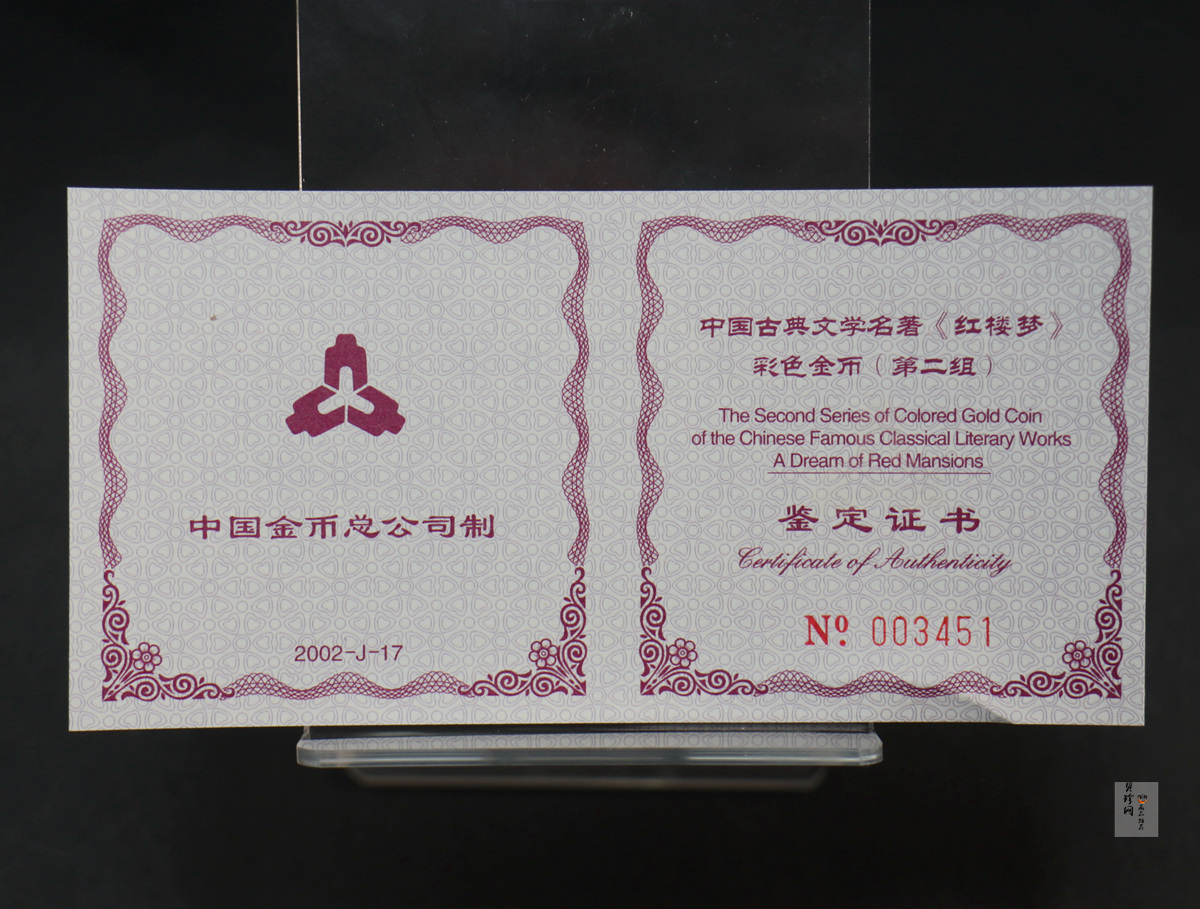 中国金币总公司制
2002-J-17
中国古典文学名著《红楼梦》
彩色金币(第二组)
The Second Series of Colored Gold Coin
of the Chinese Famous Classical Literary Works
A Dream of Red Mansions
鉴定证书
Certificate of Authenticity
Nº 003451